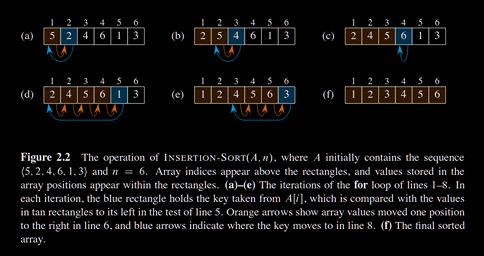 1 2 3 4 5 6
(a) 5 2 4 6 1 3
1 2 3 4 5 6
(b) 2 5 4 6 1 3
1 2 3 4 5 6
(c) 2 4 5 6 1 3
1 2 3 4 5 6
(d) 2 4 5 6 1 3
1 2 3 4 5 6
(e) 1 2 4 5 6 3
1 2 3 4 5 6
(f) 1 2 3 4 5 6
Figure 2.2 The operation of INSERTION-SORT(A, n), where A initially contains the sequence
⟨5, 2, 4, 6, 1, 3⟩ and n = 6. Array indices appear above the rectangles, and values stored in the
array positions appear within the rectangles. (a)–(e) The iterations of the for loop of lines 1–8. In
each iteration, the blue rectangle holds the key taken from A[i], which is compared with the values
in tan rectangles to its left in the test of line 5. Orange arrows show array values moved one position
to the right in line 6, and blue arrows indicate where the key moves to in line 8. (f) The final sorted
array.